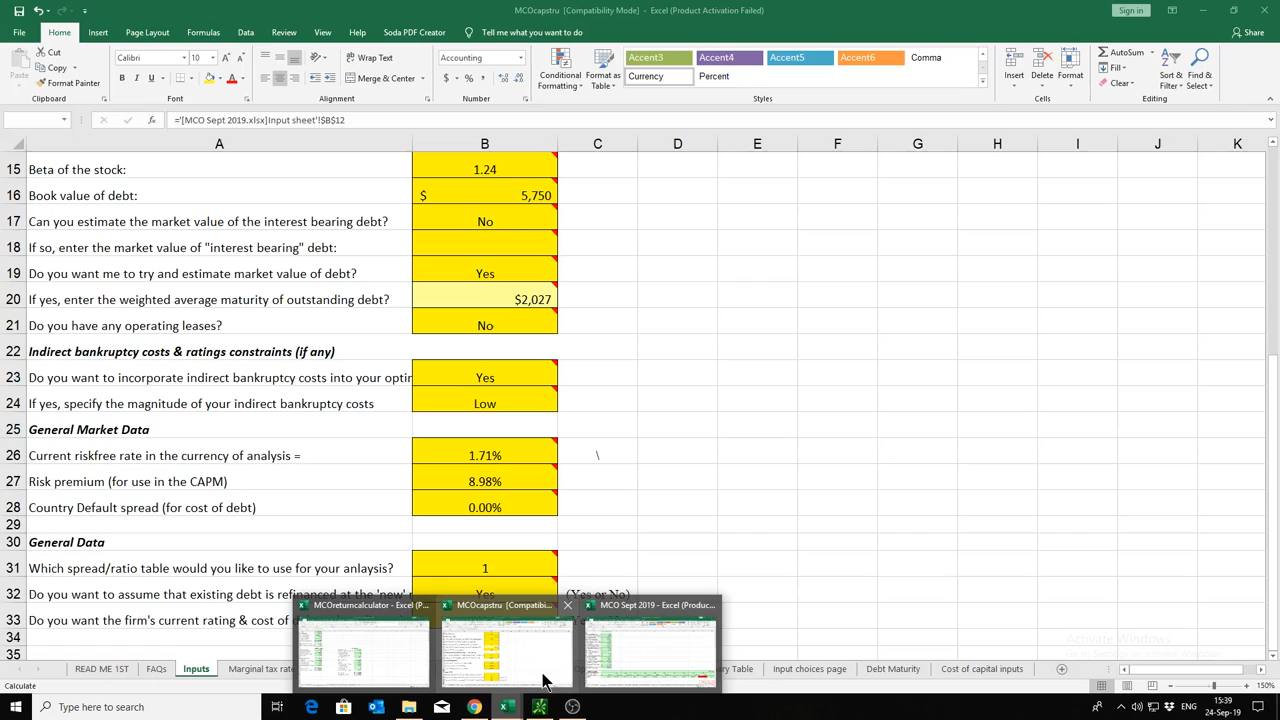 MCOcapstru [Compatibility Mode] - Excel (Product Activation Failed)
Sign in
File Home Insert Page Layout Formulas Data Review View Help Soda PDF Creator Tell me what you want to do Share
Cut
Copy
Format Painter
Paste
Clipboard
Calibri 10
B I U
Font
Wrap Text
Merge & Center
Alignment
Accounting
$ % ,
Number
Conditional Formatting
Format as Table
Accent3 Accent4 Accent5 Accent6 Comma
Currency Percent
Styles
Insert Delete Format
Cells
AutoSum
Fill
Clear
Sort & Filter
Find & Select
Editing
='[MCO Sept 2019.xlsx]Input sheet'!$B$12
A B C D E F G H I J K
15 Beta of the stock: 1.24
16 Book value of debt: $ 5,750
17 Can you estimate the market value of the interest bearing debt? No
18 If so, enter the market value of "interest bearing" debt:
19 Do you want me to try and estimate market value of debt? Yes
20 If yes, enter the weighted average maturity of outstanding debt? $2,027
21 Do you have any operating leases? No
22 Indirect bankruptcy costs & ratings constraints (if any)
23 Do you want to incorporate indirect bankruptcy costs into your optir Yes
24 If yes, specify the magnitude of your indirect bankruptcy costs Low
25 General Market Data
26 Current riskfree rate in the currency of analysis = 1.71% \
27 Risk premium (for use in the CAPM) 8.98%
28 Country Default spread (for cost of debt) 0.00%
29
30 General Data
31 Which spread/ratio table would you like to use for your anlaysis? 1
32 Do you want to assume that existing debt is refinanced at the 'new' Yes (Yes or No)
33 Do you want the firm's current rating & cost of
34
35
MCOreturncalculator - Excel (P...
MCOcapstru [Compatibi...
MCO Sept 2019 - Excel (Produc...
READ ME 1ST FAQs Inputs Marginal tax rat Table Input choices page Debt Maturity Cost of capital inputs
Calculate
150%
Type here to search
15:39
24-Sep-19